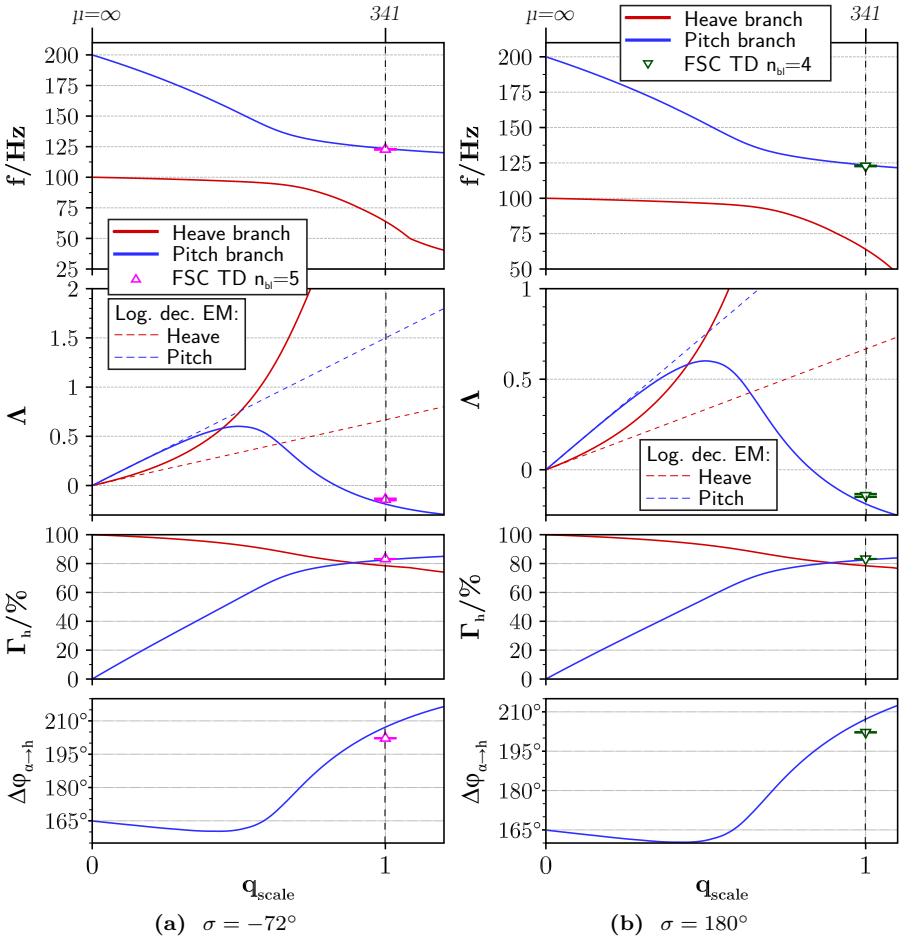 μ=∞ 341
f/Hz
200
175
150
125
100
75
50
25
Heave branch
Pitch branch
FSC TD n_bl=5
Λ
2
1.5
1
0.5
0
Log. dec. EM:
Heave
Pitch
Γ_h/%
100
80
60
40
20
0
Δφ_α→h
210°
195°
180°
165°
0 1
q_scale
(a) σ = −72°
μ=∞ 341
Heave branch
Pitch branch
FSC TD n_bl=4
f/Hz
200
175
150
125
100
75
50
Λ
1
0.5
0
Log. dec. EM:
Heave
Pitch
Γ_h/%
100
80
60
40
20
0
Δφ_α→h
210°
195°
180°
165°
0 1
q_scale
(b) σ = 180°